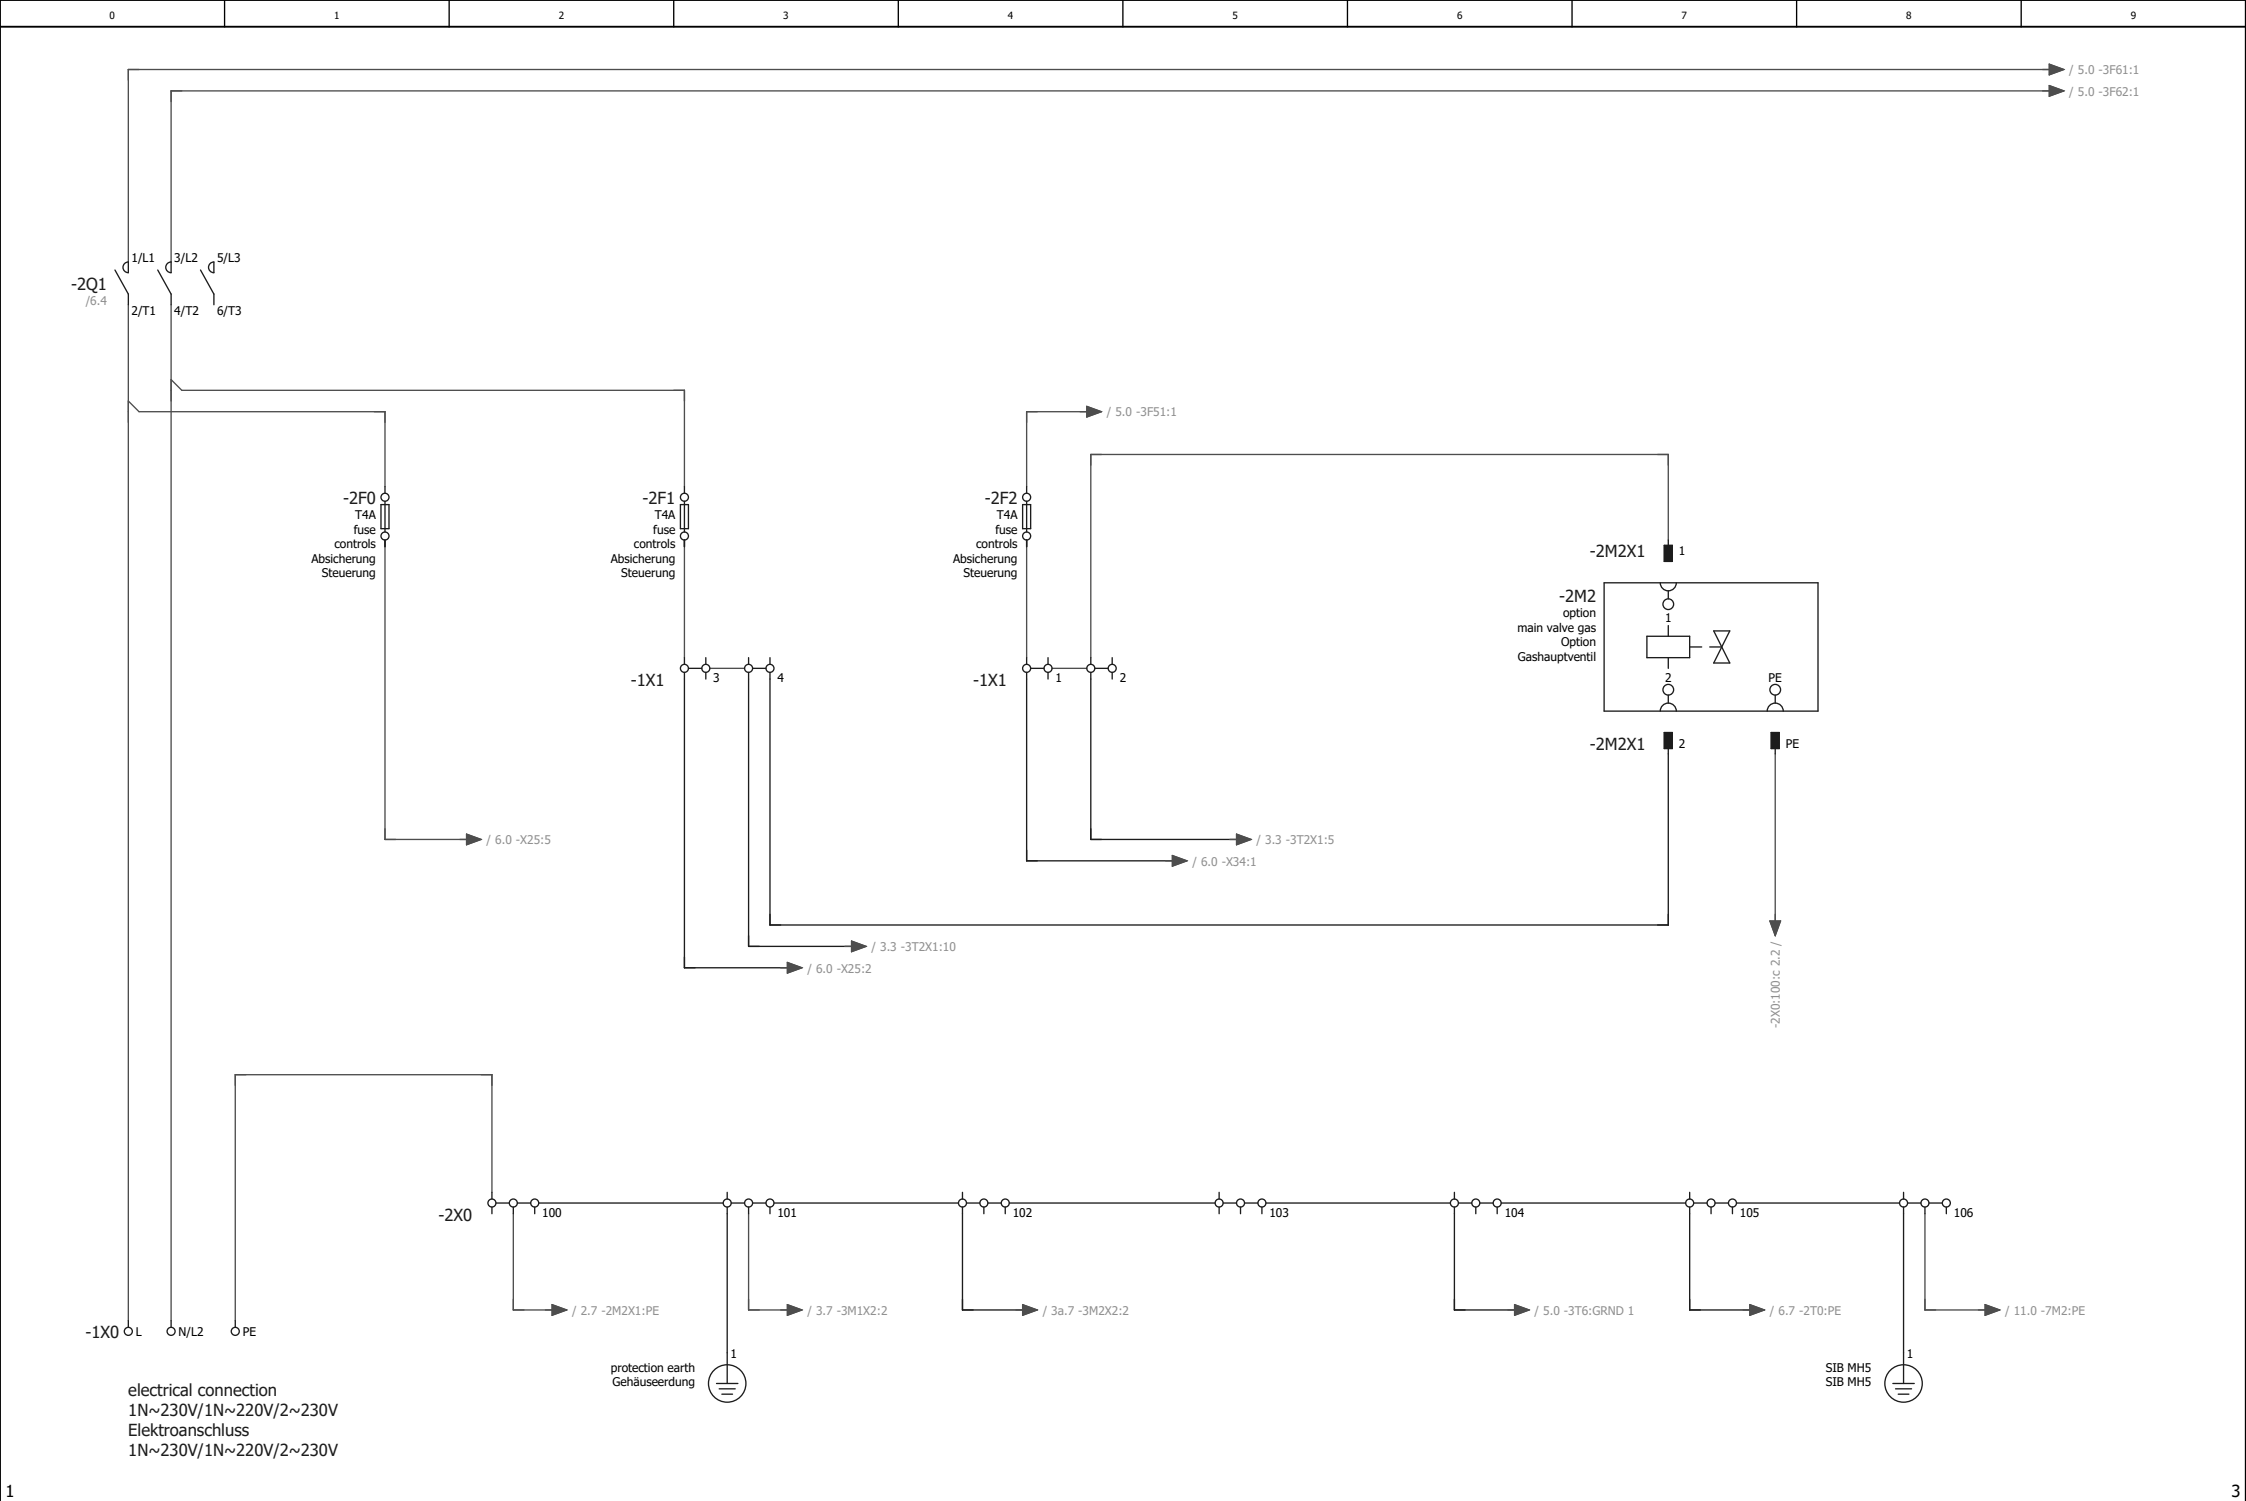 0 1 2 3 4 5 6 7 8 9
/ 5.0 -3F61:1
/ 5.0 -3F62:1
-2Q1
/6.4
1/L1 3/L2 5/L3
2/T1 4/T2 6/T3
/ 5.0 -3F51:1
-2F0
T4A
fuse
controls
Absicherung
Steuerung
-2F1
T4A
fuse
controls
Absicherung
Steuerung
-2F2
T4A
fuse
controls
Absicherung
Steuerung
-2M2X1 1
-2M2
option
main valve gas
Option
Gashauptventil
1
2
PE
-1X1 3 4
-1X1 1 2
-2M2X1 2 PE
/ 6.0 -X25:5
/ 3.3 -3T2X1:5
/ 6.0 -X34:1
/ 3.3 -3T2X1:10
/ 6.0 -X25:2
-2X0:100:c 2.2 /
-2X0 100 101 102 103 104 105 106
/ 2.7 -2M2X1:PE
/ 3.7 -3M1X2:2
/ 3a.7 -3M2X2:2
/ 5.0 -3T6:GRND 1
/ 6.7 -2T0:PE
/ 11.0 -7M2:PE
-1X0 L N/L2 PE
1
protection earth
Gehäuseerdung
1
SIB MH5
SIB MH5
electrical connection
1N~230V/1N~220V/2~230V
Elektroanschluss
1N~230V/1N~220V/2~230V
1
3